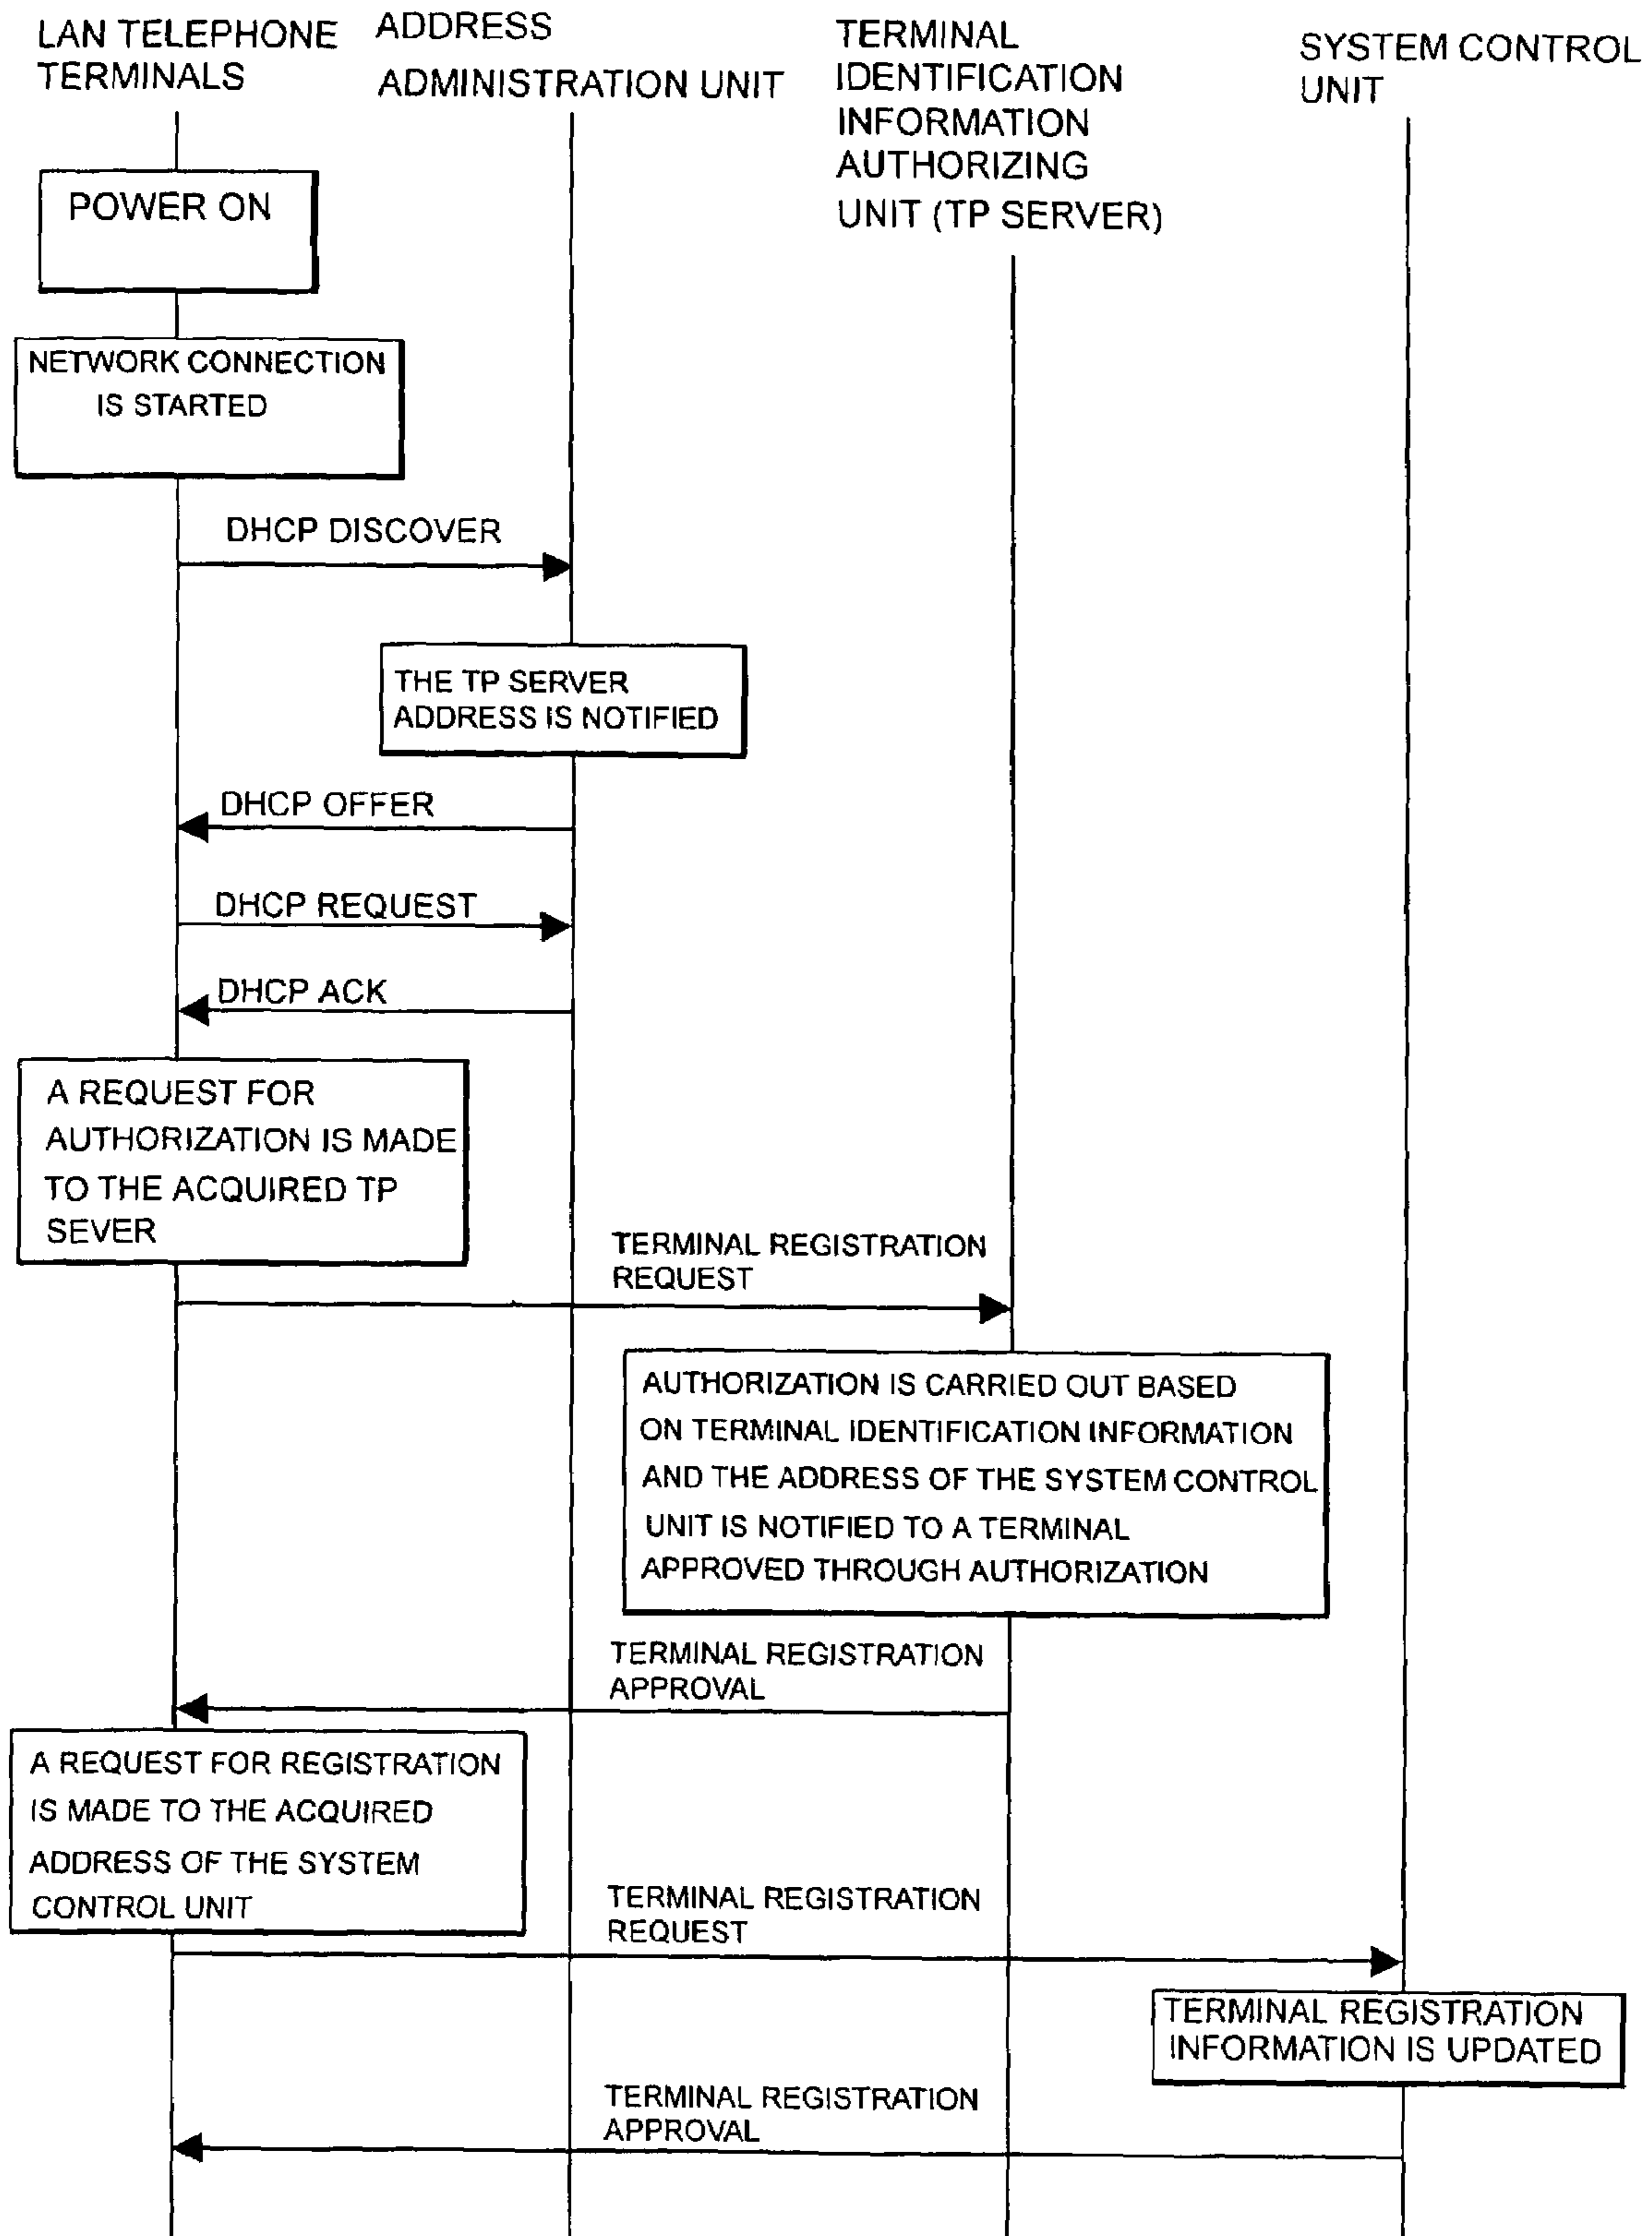 LAN TELEPHONE
TERMINALS
ADDRESS
ADMINISTRATION UNIT
TERMINAL
IDENTIFICATION
INFORMATION
AUTHORIZING
UNIT (TP SERVER)
SYSTEM CONTROL
UNIT
POWER ON
NETWORK CONNECTION
IS STARTED
DHCP DISCOVER
THE TP SERVER
ADDRESS IS NOTIFIED
DHCP OFFER
DHCP REQUEST
DHCP ACK
A REQUEST FOR
AUTHORIZATION IS MADE
TO THE ACQUIRED TP
SEVER
TERMINAL REGISTRATION
REQUEST
AUTHORIZATION IS CARRIED OUT BASED
ON TERMINAL IDENTIFICATION INFORMATION
AND THE ADDRESS OF THE SYSTEM CONTROL
UNIT IS NOTIFIED TO A TERMINAL
APPROVED THROUGH AUTHORIZATION
TERMINAL REGISTRATION
APPROVAL
A REQUEST FOR REGISTRATION
IS MADE TO THE ACQUIRED
ADDRESS OF THE SYSTEM
CONTROL UNIT
TERMINAL REGISTRATION
REQUEST
TERMINAL REGISTRATION
INFORMATION IS UPDATED
TERMINAL REGISTRATION
APPROVAL